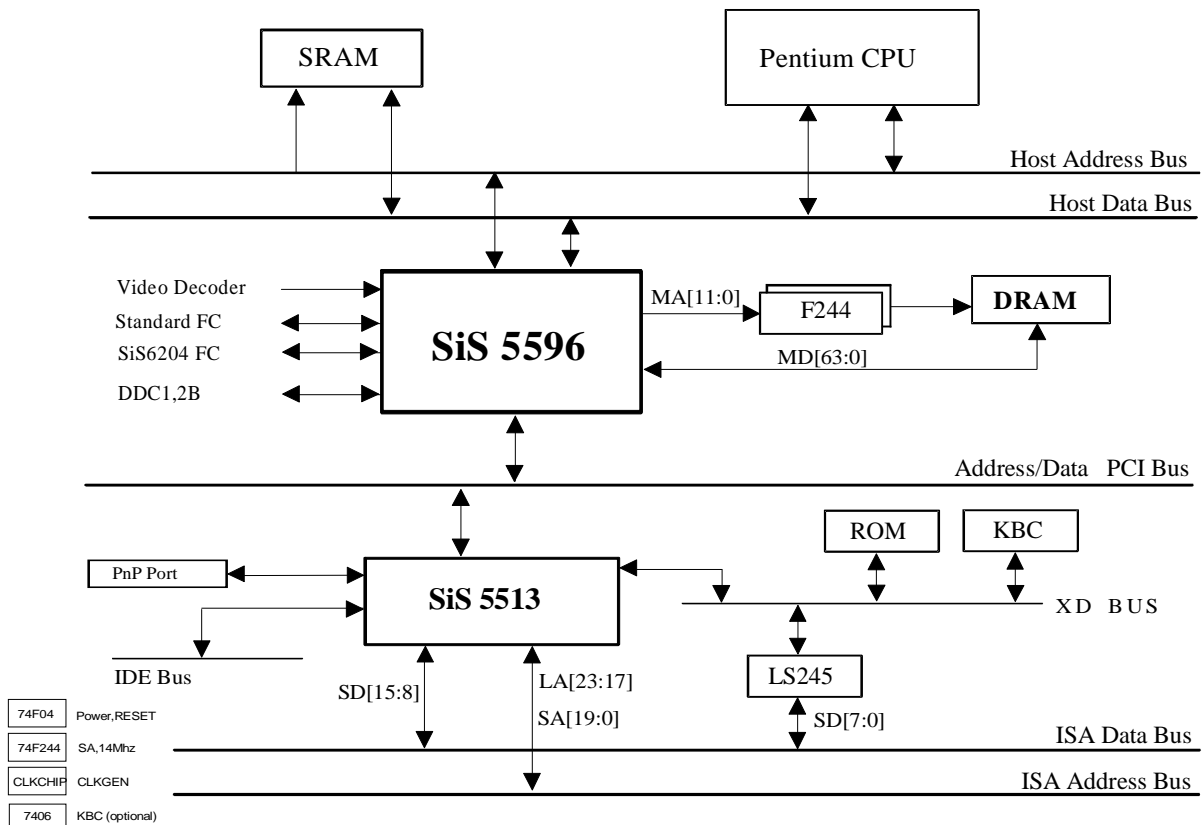 SRAM
Pentium CPU
Host Address Bus
Host Data Bus
Video Decoder
Standard FC
SiS6204 FC
DDC1,2B
SiS 5596
MA[11:0]
F244
DRAM
MD[63:0]
Address/Data PCI Bus
ROM
KBC
PnP Port
SiS 5513
XD BUS
IDE Bus
LS245
SD[15:8]
LA[23:17]
SA[19:0]
SD[7:0]
74F04 Power,RESET
74F244 SA,14Mhz
ISA Data Bus
CLKCHIP CLKGEN
ISA Address Bus
7406 KBC (optional)